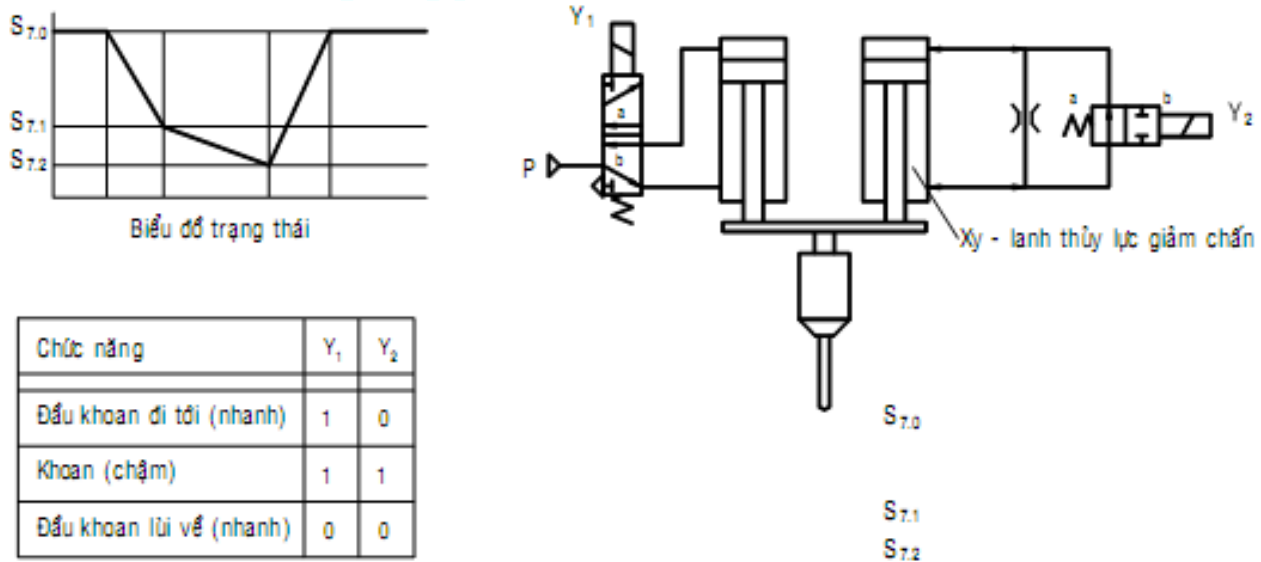 S7.0
S7.1
S7.2
Biểu đồ trạng thái
Chức năng Y1 Y2
Đầu khoan đi tới (nhanh) 1 0
Khoan (chậm) 1 1
Đầu khoan lùi về (nhanh) 0 0
Y1
a
b
P
a b
Y2
Xy - lanh thủy lực giảm chấn
S7.0
S7.1
S7.2